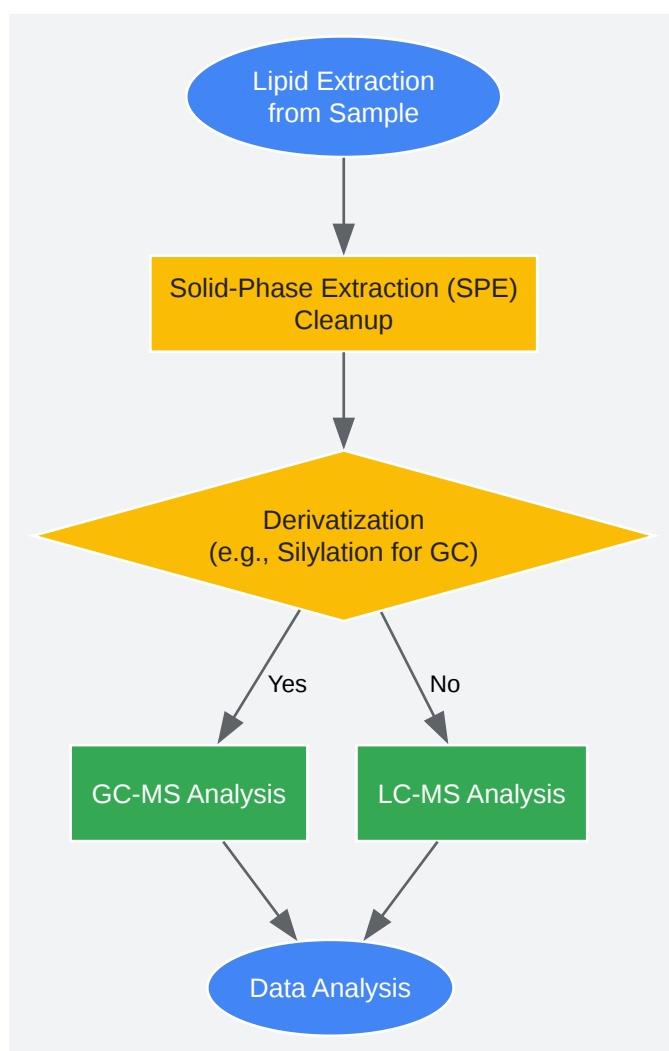 Lipid Extraction
from Sample
Solid-Phase Extraction (SPE)
Cleanup
Derivatization
(e.g., Silylation for GC)
Yes
No
GC-MS Analysis
LC-MS Analysis
Data Analysis